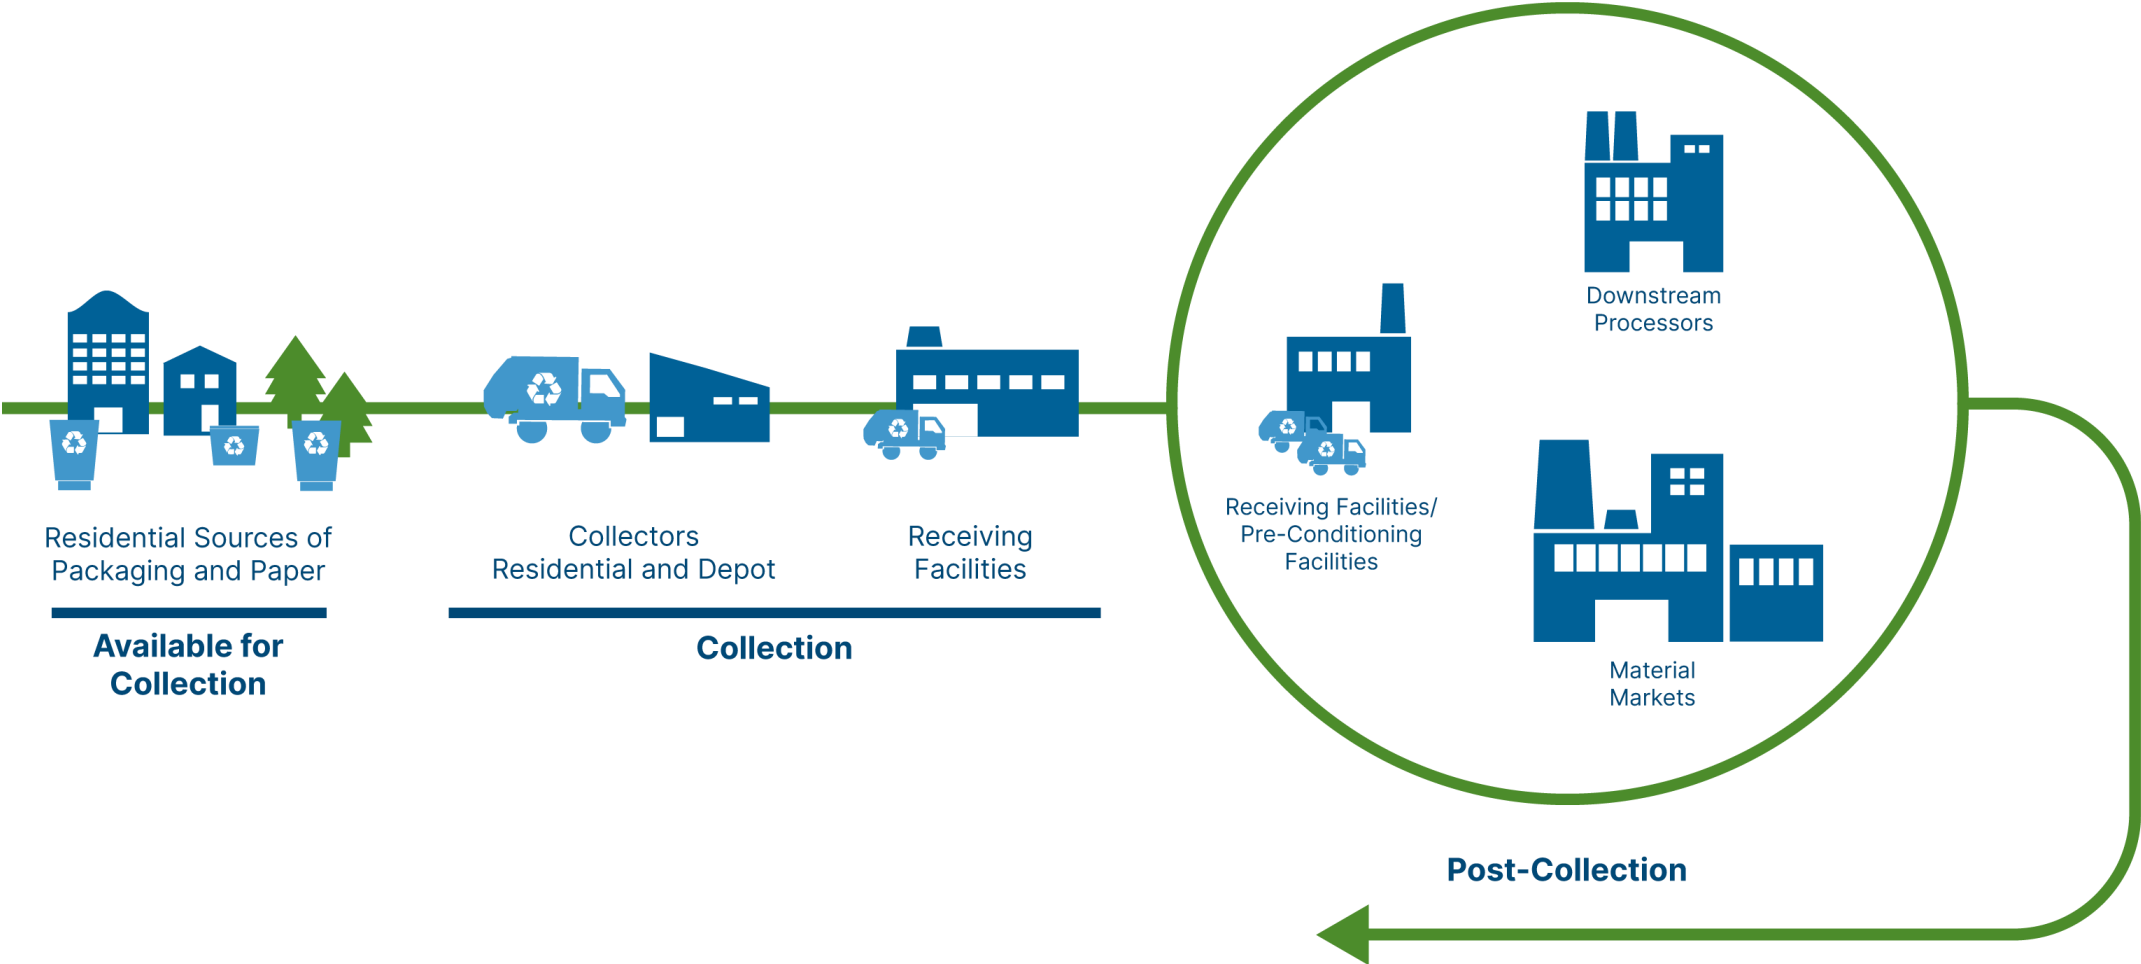 Residential Sources of
Packaging and Paper
Available for
Collection
Collectors
Residential and Depot
Receiving
Facilities
Collection
Receiving Facilities/
Pre-Conditioning
Facilities
Downstream
Processors
Material
Markets
Post-Collection